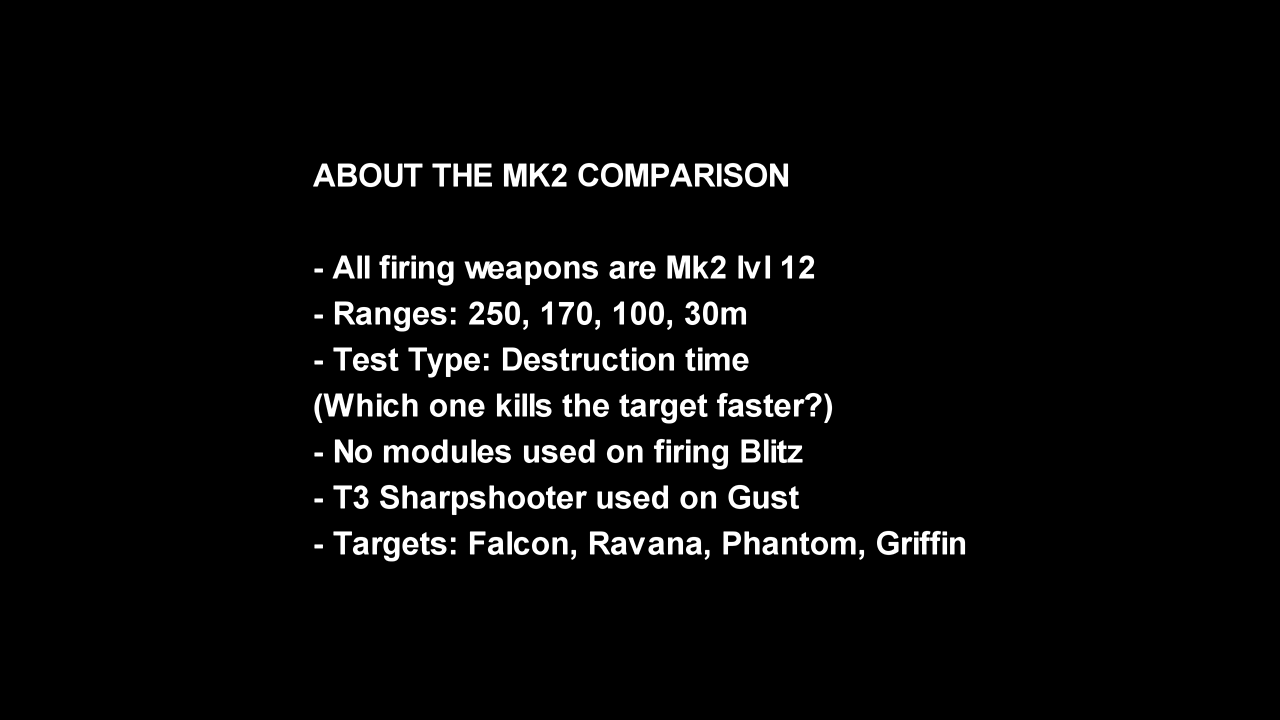 ABOUT THE MK2 COMPARISON
- All firing weapons are Mk2 lvl 12
- Ranges: 250, 170, 100, 30m
- Test Type: Destruction time
(Which one kills the target faster?)
- No modules used on firing Blitz
- T3 Sharpshooter used on Gust
- Targets: Falcon, Ravana, Phantom, Griffin